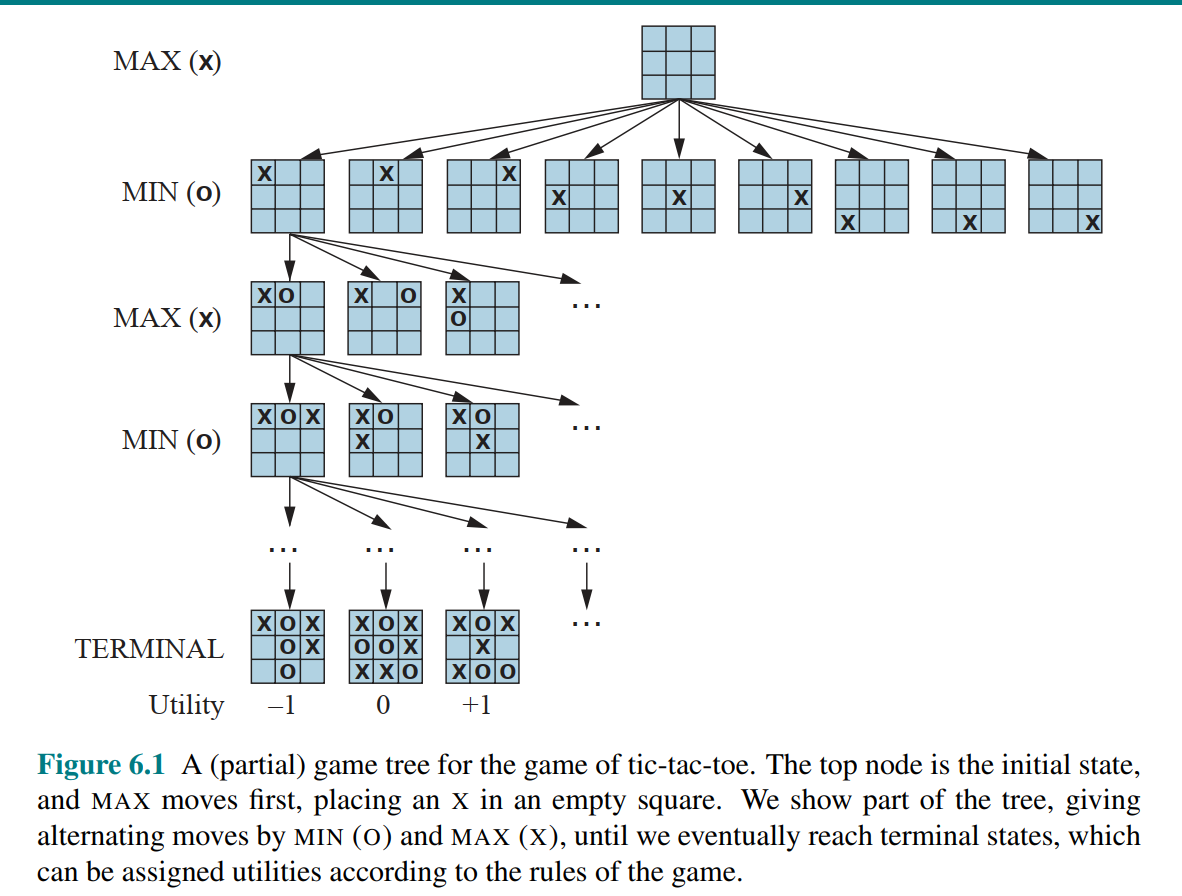 MAX (X)
X X X X X X X X X
MIN (O)
X O X O X
O
MAX (X)
...
X O X X O X O
X X
MIN (O)
...
... ... ... ...
X O X X O X X O X ...
O X O O X X
TERMINAL
O X X O X O O
Utility –1 0 +1
Figure 6.1 A (partial) game tree for the game of tic-tac-toe. The top node is the initial state,
and MAX moves first, placing an X in an empty square. We show part of the tree, giving
alternating moves by MIN (O) and MAX (X), until we eventually reach terminal states, which
can be assigned utilities according to the rules of the game.